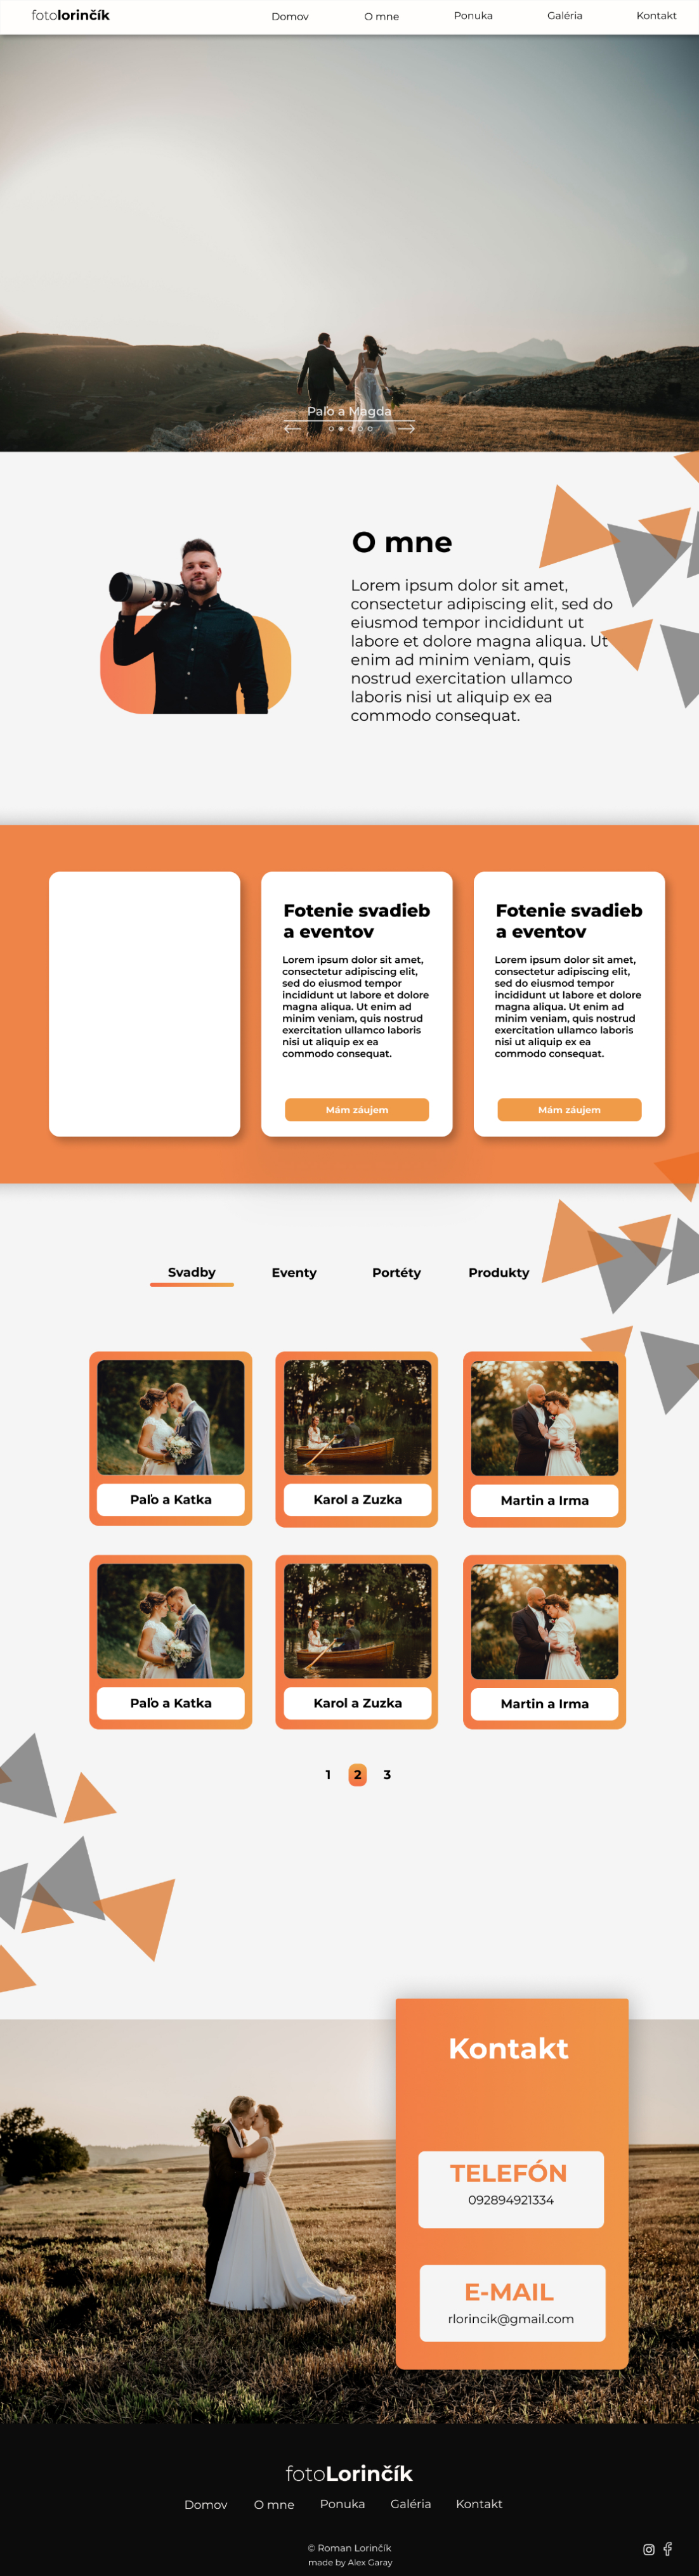 fotolorinčík
Domov O mne Ponuka Galéria Kontakt
Paľo a Magda
O mne
Lorem ipsum dolor sit amet,
consectetur adipiscing elit, sed do
eiusmod tempor incididunt ut
labore et dolore magna aliqua. Ut
enim ad minim veniam, quis
nostrud exercitation ullamco
laboris nisi ut aliquip ex ea
commodo consequat.
Fotenie svadieb
a eventov
Lorem ipsum dolor sit amet,
consectetur adipiscing elit,
sed do eiusmod tempor
incididunt ut labore et dolore
magna aliqua. Ut enim ad
minim veniam, quis nostrud
exercitation ullamco laboris
nisi ut aliquip ex ea
commodo consequat.
Mám záujem
Fotenie svadieb
a eventov
Lorem ipsum dolor sit amet,
consectetur adipiscing elit,
sed do eiusmod tempor
incididunt ut labore et dolore
magna aliqua. Ut enim ad
minim veniam, quis nostrud
exercitation ullamco laboris
nisi ut aliquip ex ea
commodo consequat.
Mám záujem
Svadby Eventy Portéty Produkty
Paľo a Katka
Karol a Zuzka
Martin a Irma
Paľo a Katka
Karol a Zuzka
Martin a Irma
1 2 3
Kontakt
TELEFÓN
092894921334
E-MAIL
rlorincik@gmail.com
fotoLorinčík
Domov O mne Ponuka Galéria Kontakt
© Roman Lorinčík
made by Alex Garay